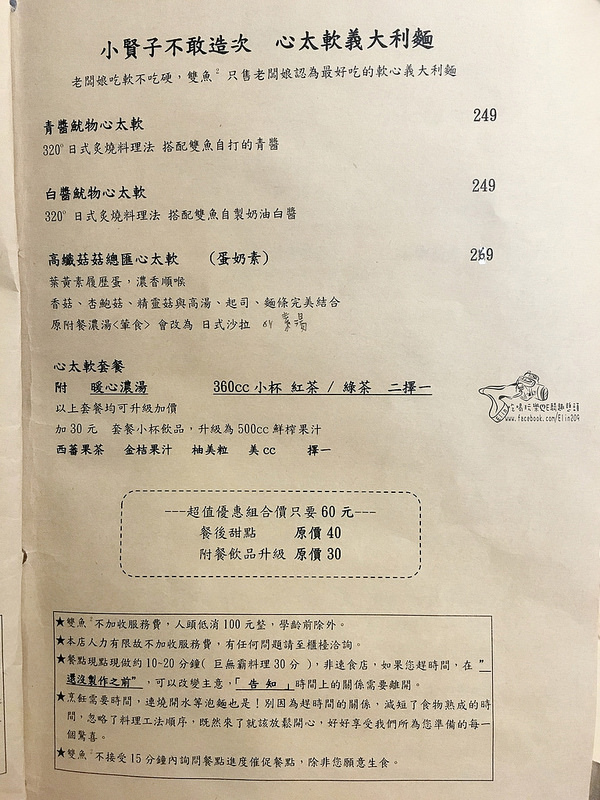 小賢子不敢造次　心太軟義大利麵
老闆娘吃軟不吃硬，雙魚² 只售老闆娘認為最好吃的軟心義大利麵
青醬魷物心太軟 249
320° 日式炙燒料理法 搭配雙魚自打的青醬
白醬魷物心太軟 249
320° 日式炙燒料理法 搭配雙魚自製奶油白醬
高纖菇菇總匯心太軟 (蛋奶素) 269
葉黃素履歷蛋，濃香順喉
香菇、杏鮑菇、精靈菇與高湯、起司、麵條完美結合
原附餐濃湯<葷食> 會改為 日式沙拉 or 素湯
心太軟套餐
附 暖心濃湯 360cc 小杯 紅茶 / 綠茶 二擇一
以上套餐均可升級加價
加 30 元 套餐小杯飲品，升級為 500cc 鮮榨果汁
西蕃果茶 金桔果汁 柚美粒 美 cc 擇一
www.facebook.com/Elin209
---超值優惠組合價只要 60 元---
餐後甜點 原價 40
附餐飲品升級 原價 30
★雙魚²不加收服務費，人頭低消 100 元整，學齡前除外。
★本店人力有限故不加收服務費，有任何問題請至櫃檯洽詢。
★餐點現點現做約 10~20 分鐘( 巨無霸料理 30 分 )，非速食店，如果您趕時間，在 ”
還沒製作之前”，可以改變主意，「 告 知 」時間上的關係需要離開。
★烹飪需要時間，連燒開水等泡麵也是！別因為趕時間的關係，減短了食物熟成的時
間，忽略了料理工法順序，既然來了就該放鬆開心，好好享受我們所為您準備的每一
個驚喜。
★雙魚²不接受 15 分鐘內詢問餐點進度催促餐點，除非您願意生食。